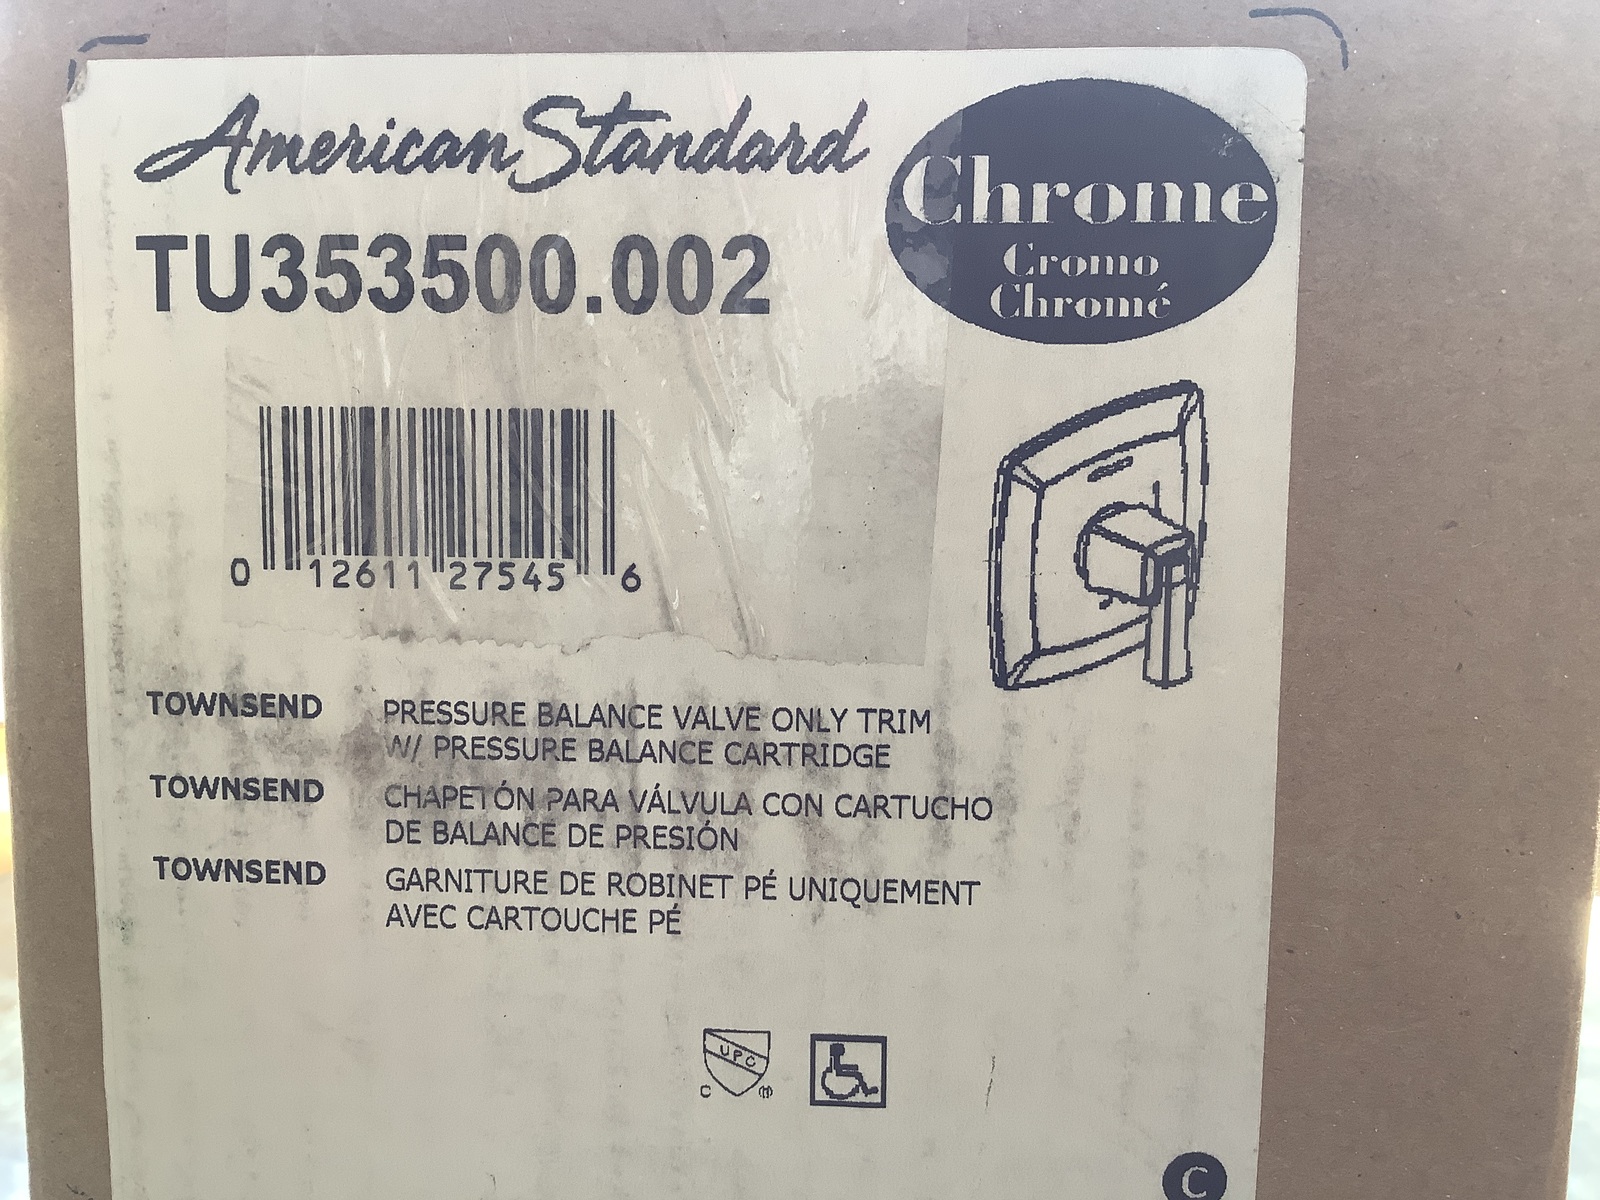 American Standard
Chrome
Cromo
Chromé
TU353500.002
0 12611 27545 6
TOWNSEND PRESSURE BALANCE VALVE ONLY TRIM
W/ PRESSURE BALANCE CARTRIDGE
TOWNSEND CHAPETÓN PARA VÁLVULA CON CARTUCHO
DE BALANCE DE PRESIÓN
TOWNSEND GARNITURE DE ROBINET PÉ UNIQUEMENT
AVEC CARTOUCHE PÉ
UPC
C ®
C